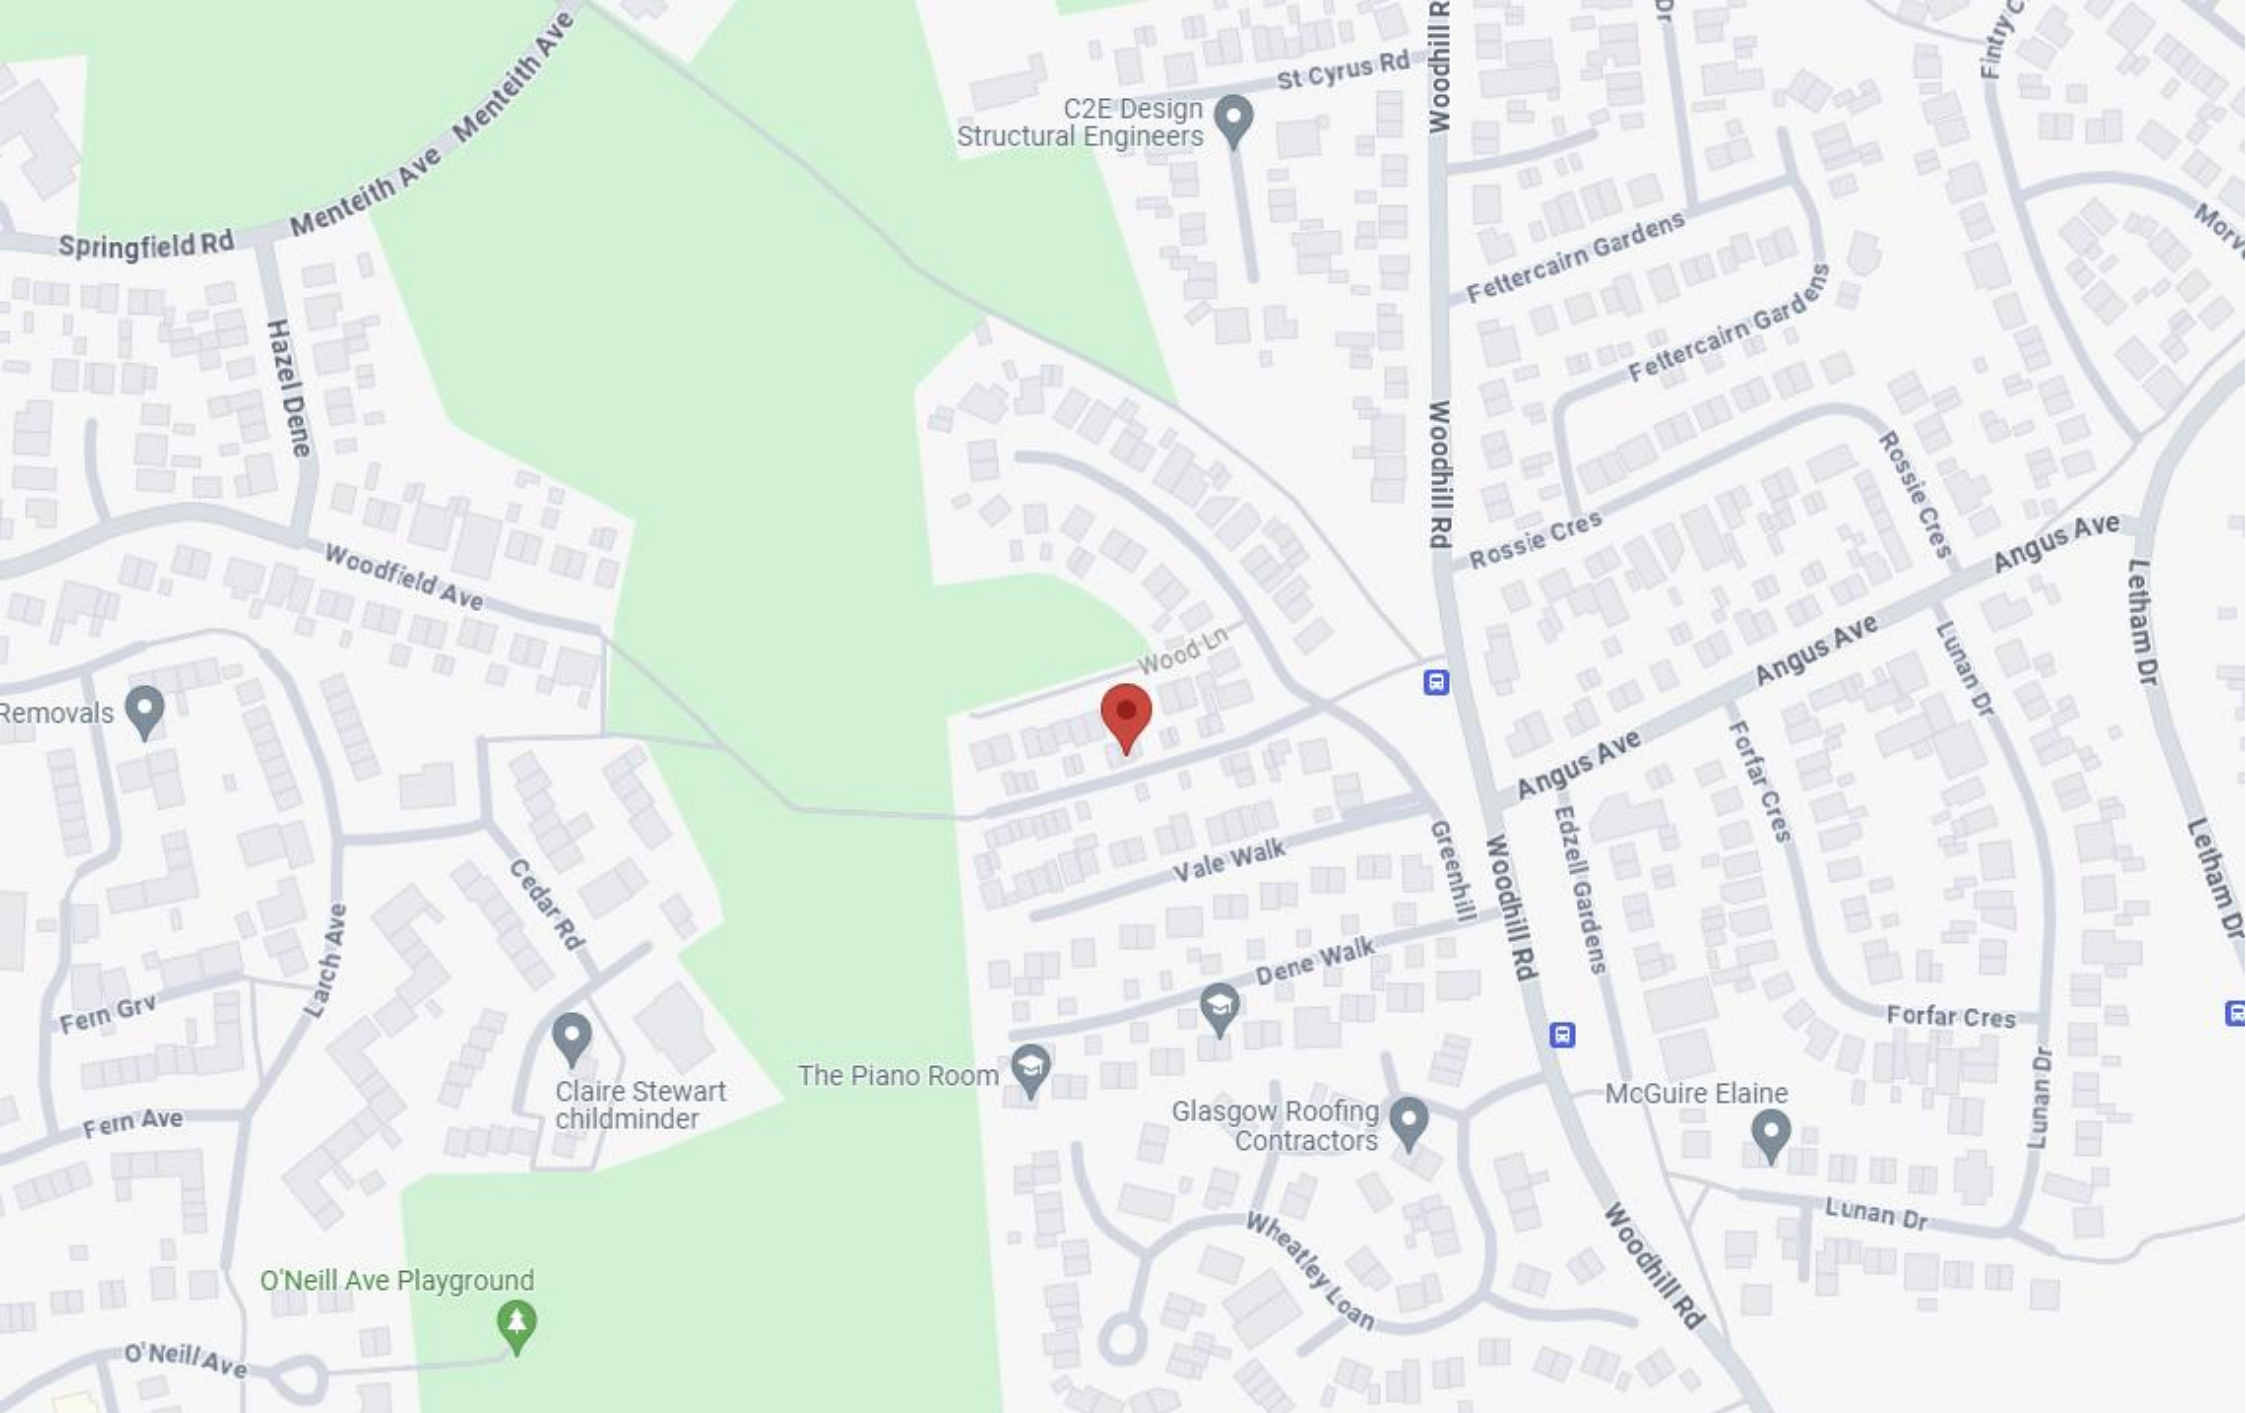 Menteith Ave
Menteith Ave
Springfield Rd
Hazel Dene
Woodfield Ave
C2E Design
Structural Engineers
St Cyrus Rd
Woodhill R
Dr
Fintry C
Morv
Fettercairn Gardens
Fettercairn Gardens
Woodhill Rd
Rossie Cres
Rossie Cres
Angus Ave
Angus Ave
Angus Ave
Letham Dr
Letham Dr
Lunan Dr
Wood Ln
Removals
Vale Walk
Greenhill
Woodhill Rd
Edzell Gardens
Forfar Cres
Forfar Cres
Cedar Rd
Larch Ave
Fern Grv
Fern Ave
Dene Walk
The Piano Room
Claire Stewart
childminder
Glasgow Roofing
Contractors
McGuire Elaine
Lunan Dr
Lunan Dr
Wheatley Loan
Woodhill Rd
O'Neill Ave Playground
O'Neill Ave